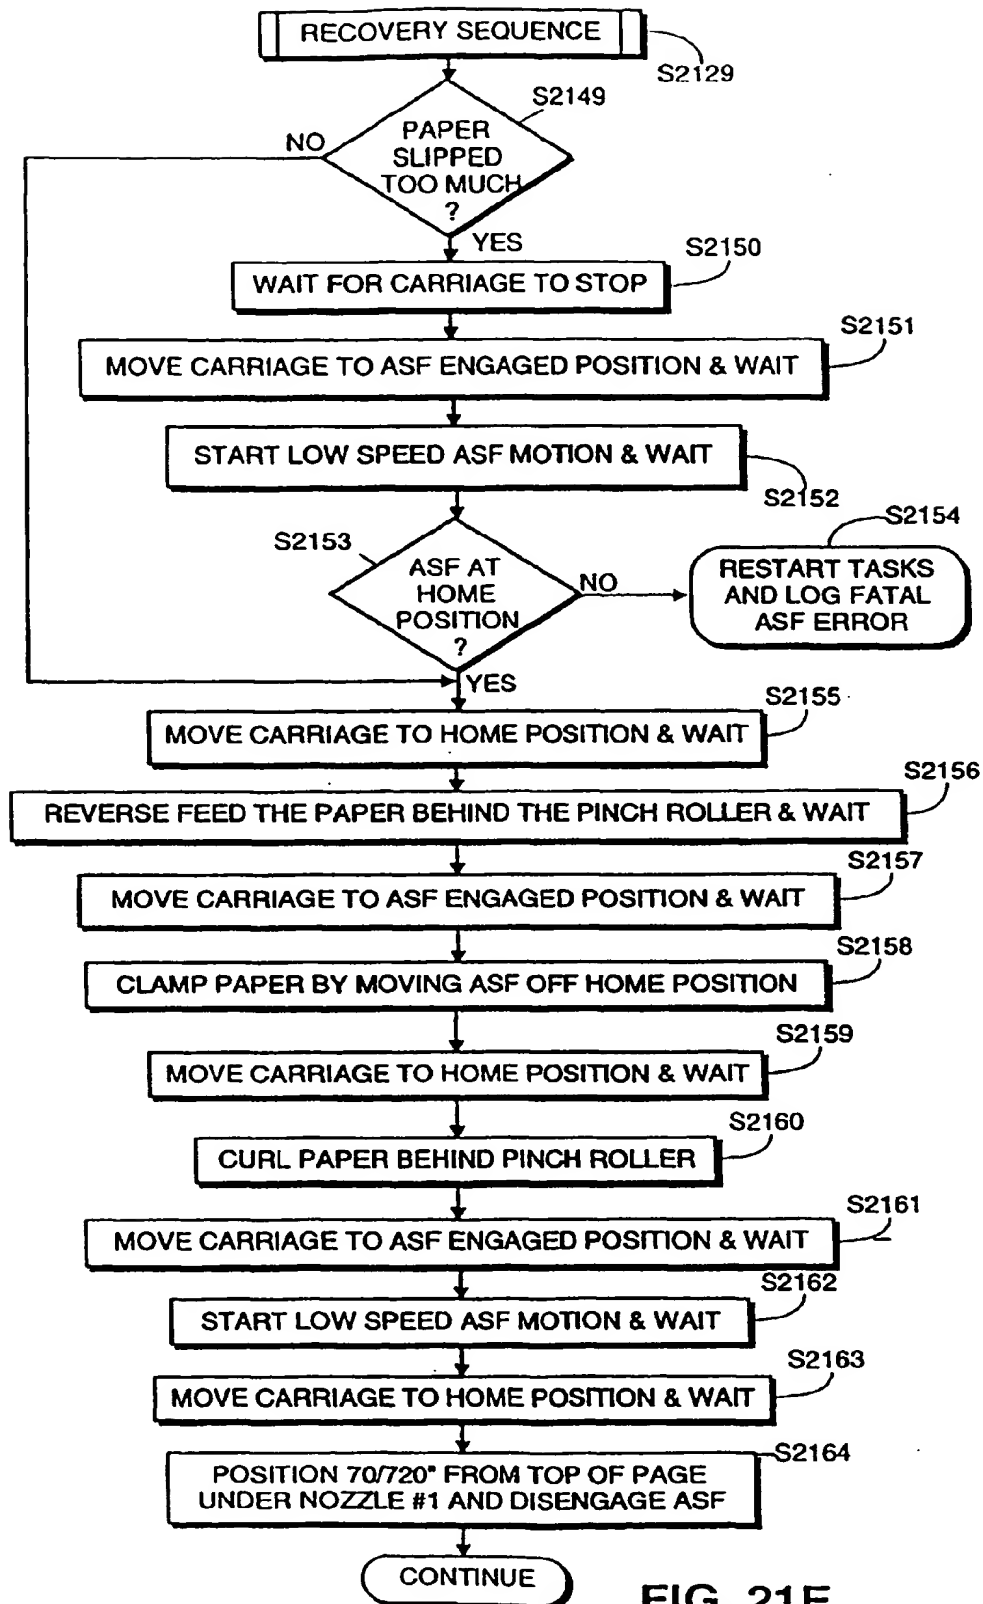 RECOVERY SEQUENCE
S2129
S2149
PAPER
SLIPPED
TOO MUCH
?
NO
YES
S2150
WAIT FOR CARRIAGE TO STOP
S2151
MOVE CARRIAGE TO ASF ENGAGED POSITION & WAIT
START LOW SPEED ASF MOTION & WAIT
S2152
S2153
ASF AT
HOME
POSITION
?
NO
S2154
RESTART TASKS
AND LOG FATAL
ASF ERROR
YES
S2155
MOVE CARRIAGE TO HOME POSITION & WAIT
S2156
REVERSE FEED THE PAPER BEHIND THE PINCH ROLLER & WAIT
S2157
MOVE CARRIAGE TO ASF ENGAGED POSITION & WAIT
S2158
CLAMP PAPER BY MOVING ASF OFF HOME POSITION
S2159
MOVE CARRIAGE TO HOME POSITION & WAIT
S2160
CURL PAPER BEHIND PINCH ROLLER
S2161
MOVE CARRIAGE TO ASF ENGAGED POSITION & WAIT
S2162
START LOW SPEED ASF MOTION & WAIT
S2163
MOVE CARRIAGE TO HOME POSITION & WAIT
S2164
POSITION 70/720" FROM TOP OF PAGE
UNDER NOZZLE #1 AND DISENGAGE ASF
CONTINUE